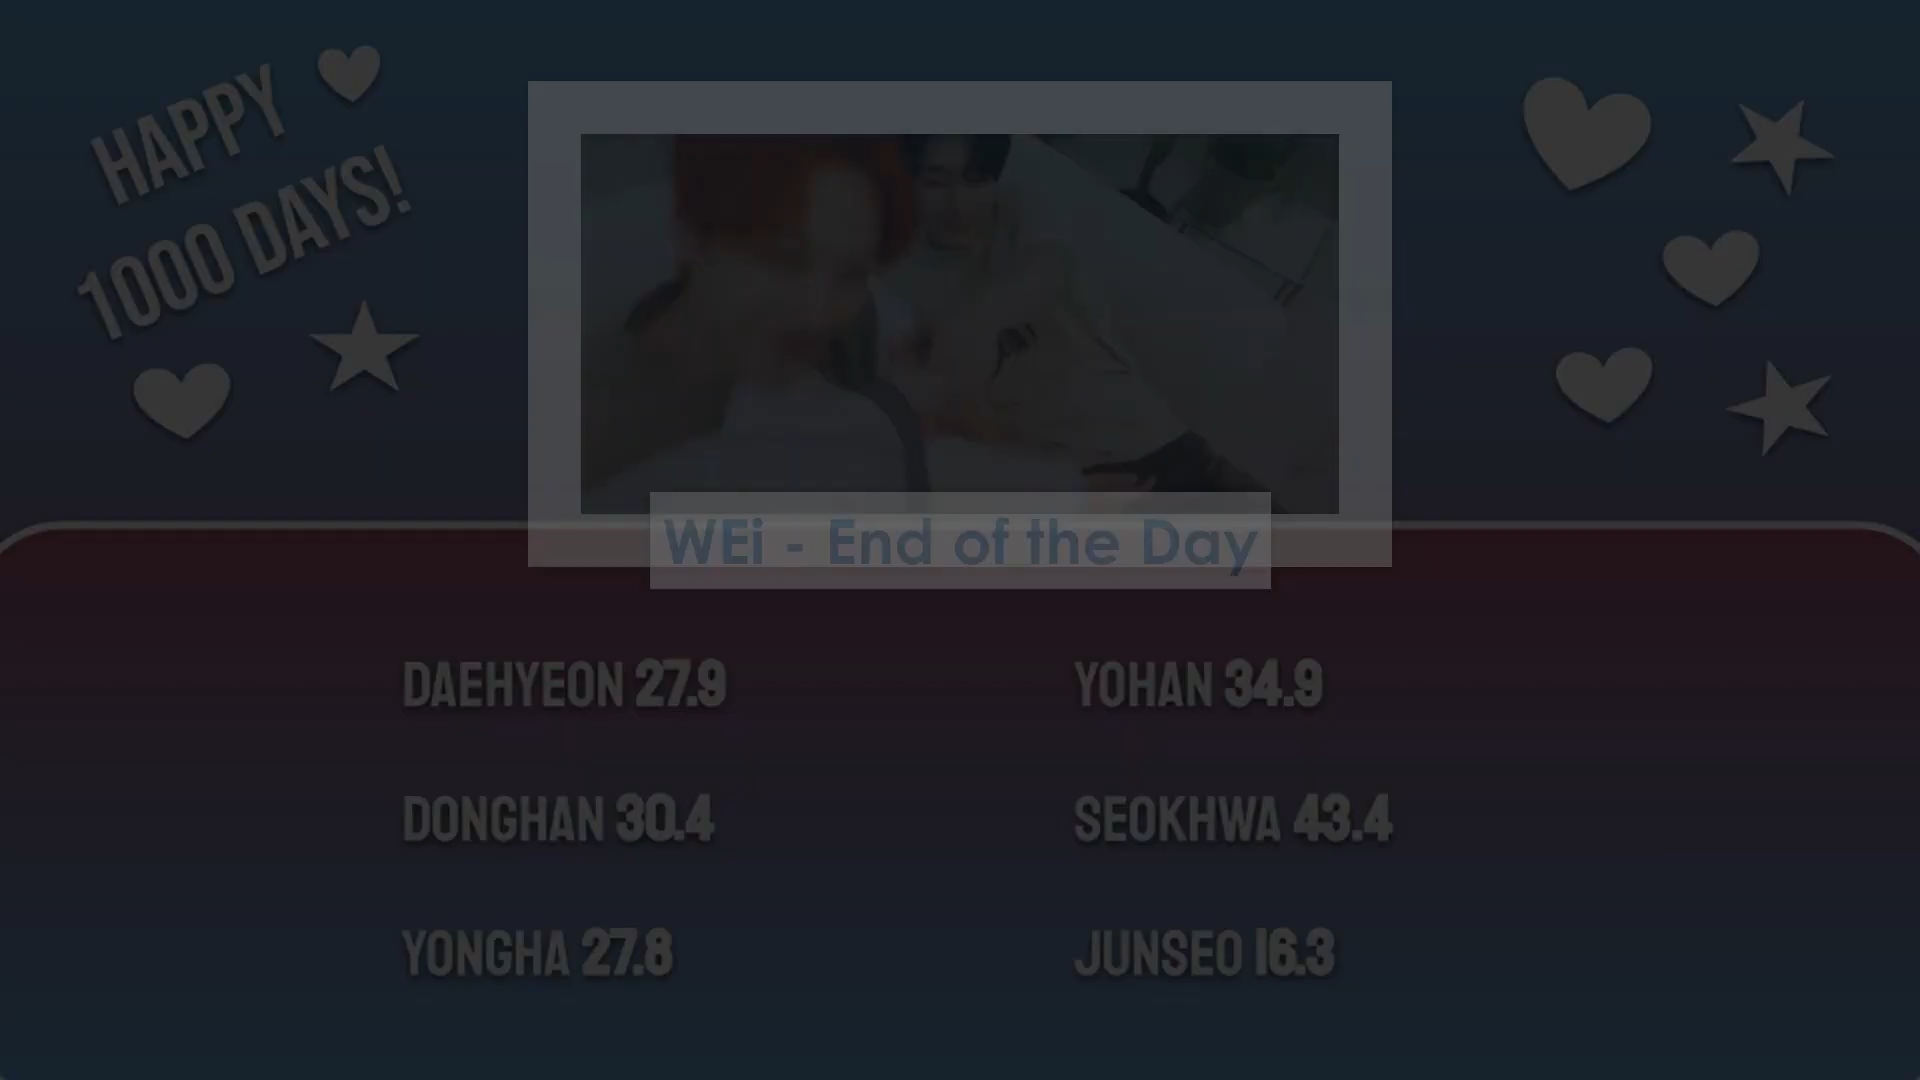 HAPPY
1000 DAYS!
WEi - End of the Day
DAEHYEON 27.9
YOHAN 34.9
DONGHAN 30.4
SEOKHWA 43.4
YONGHA 27.8
JUNSEO 16.3